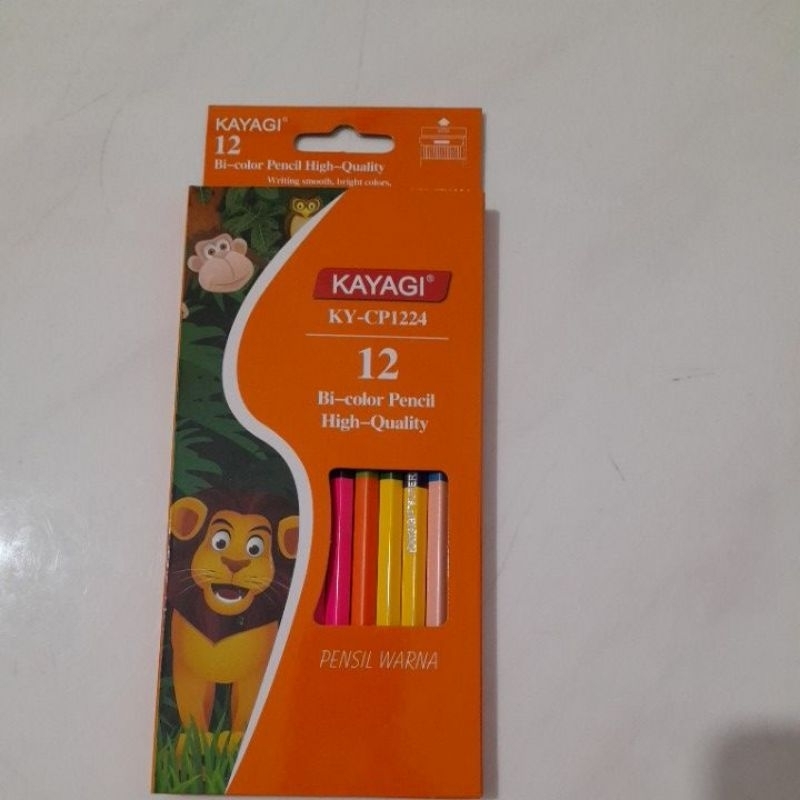 KAYAGI®
12
Bi-color Pencil High-Quality
Writing smooth, bright colors,
KAYAGI®
KY-CP1224
12
Bi-color Pencil
High-Quality
PENSIL WARNA